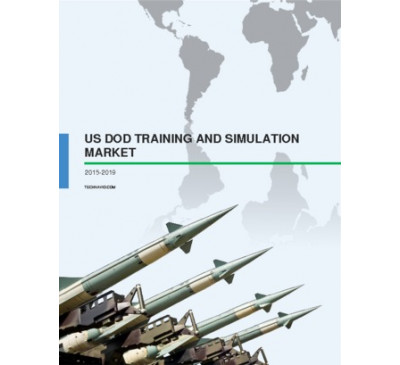 US DOD TRAINING AND SIMULATION
MARKET
2015-2019
TECHNAVIO.COM